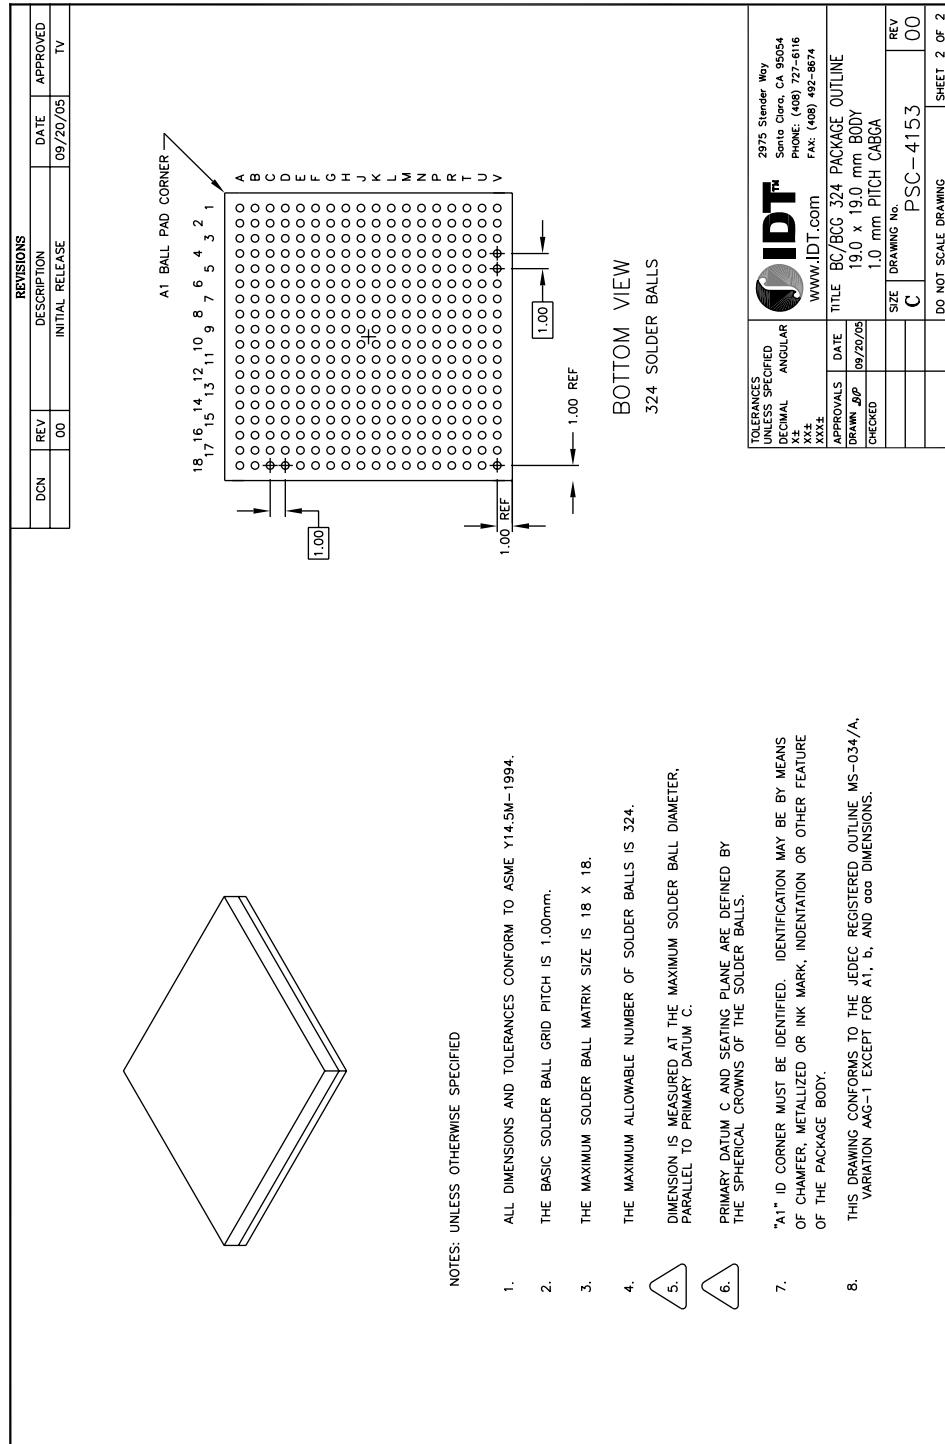 REVISIONS
DCN REV DESCRIPTION DATE APPROVED
00 INITIAL RELEASE 09/20/05 TV
A1 BALL PAD CORNER
18 17 16 15 14 13 12 11 10 9 8 7 6 5 4 3 2 1
A
B
C
D
E
F
G
H
J
K
L
M
N
P
R
T
U
V
1.00
1.00
1.00 REF
1.00 REF
BOTTOM VIEW
324 SOLDER BALLS
NOTES: UNLESS OTHERWISE SPECIFIED
1. ALL DIMENSIONS AND TOLERANCES CONFORM TO ASME Y14.5M-1994.
2. THE BASIC SOLDER BALL GRID PITCH IS 1.00mm.
3. THE MAXIMUM SOLDER BALL MATRIX SIZE IS 18 X 18.
4. THE MAXIMUM ALLOWABLE NUMBER OF SOLDER BALLS IS 324.
5. DIMENSION IS MEASURED AT THE MAXIMUM SOLDER BALL DIAMETER,
PARALLEL TO PRIMARY DATUM C.
6. PRIMARY DATUM C AND SEATING PLANE ARE DEFINED BY
THE SPHERICAL CROWNS OF THE SOLDER BALLS.
7. "A1" ID CORNER MUST BE IDENTIFIED. IDENTIFICATION MAY BE BY MEANS
OF CHAMFER, METALLIZED OR INK MARK, INDENTATION OR OTHER FEATURE
OF THE PACKAGE BODY.
8. THIS DRAWING CONFORMS TO THE JEDEC REGISTERED OUTLINE MS-034/A,
VARIATION AAG-1 EXCEPT FOR A1, b, AND aaa DIMENSIONS.
TOLERANCES
UNLESS SPECIFIED
DECIMAL ANGULAR
X±
XX±
XXX±
APPROVALS DATE
DRAWN 09/20/05
CHECKED
IDT™
www.IDT.com
2975 Stender Way
Santa Clara, CA 95054
PHONE: (408) 727-6116
FAX: (408) 492-8674
TITLE BC/BCG 324 PACKAGE OUTLINE
19.0 x 19.0 mm BODY
1.0 mm PITCH CABGA
SIZE DRAWING No. REV
C PSC-4153 00
DO NOT SCALE DRAWING SHEET 2 OF 2